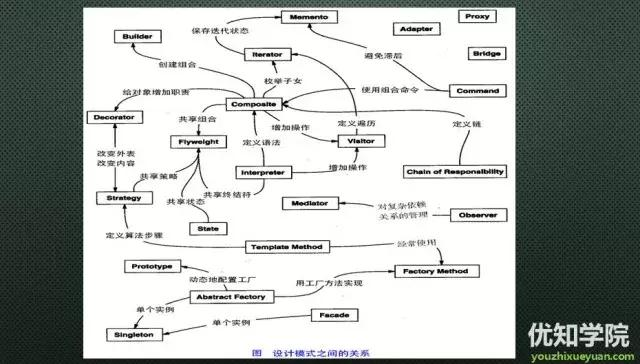 Memento
Proxy
Builder
保存迭代状态
Adapter
Iterator
避免滞后
Bridge
创建组合
枚举子女
给对象增加职责
使用组合命令
Command
Composite
Decorator
共享组合
增加操作
定义遍历
定义链
Flyweight
定义语法
Visitor
改变外表
改变内容
共享策略
Interpreter
增加操作
Chain of Responsibility
Strategy
共享状态
共享终结符
Mediator
对复杂依赖
关系的管理
Observer
State
定义算法步骤
Template Method
经常使用
Prototype
动态地配置工厂
用工厂方法实现
Factory Method
Abstract Factory
单个实例
Facade
Singleton
单个实例
图 设计模式之间的关系
优知学院
youzhixueyuan.com